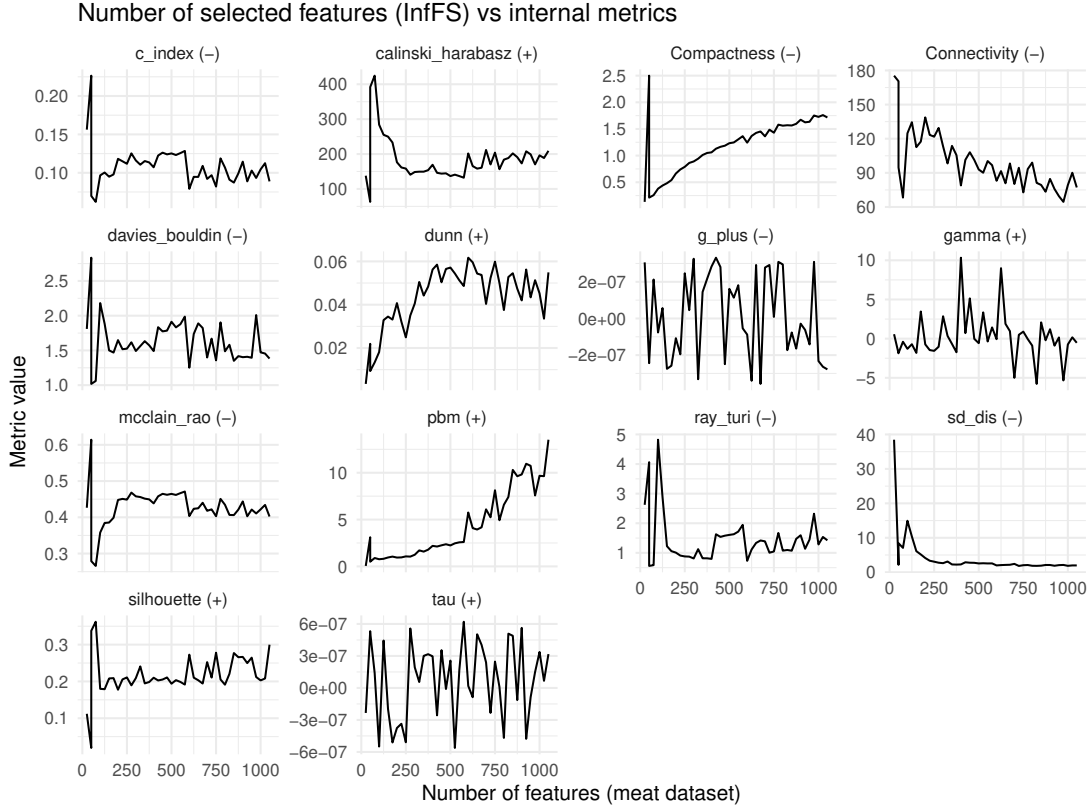 Number of selected features (InfFS) vs internal metrics
c_index (−) calinski_harabasz (+) Compactness (−) Connectivity (−)
0.20
0.15
0.10
400
300
200
100
2.5
2.0
1.5
1.0
0.5
180
150
120
90
60
davies_bouldin (−) dunn (+) g_plus (−) gamma (+)
2.5
2.0
1.5
1.0
0.06
0.04
0.02
2e−07
0e+00
−2e−07
10
5
0
−5
Metric value
mcclain_rao (−) pbm (+) ray_turi (−) sd_dis (−)
0.6
0.5
0.4
0.3
10
5
0
5
4
3
2
1
40
30
20
10
0
0 250 500 750 1000 0 250 500 750 1000
silhouette (+) tau (+)
0.3
0.2
0.1
6e−07
3e−07
0e+00
−3e−07
−6e−07
0 250 500 750 1000 0 250 500 750 1000
Number of features (meat dataset)